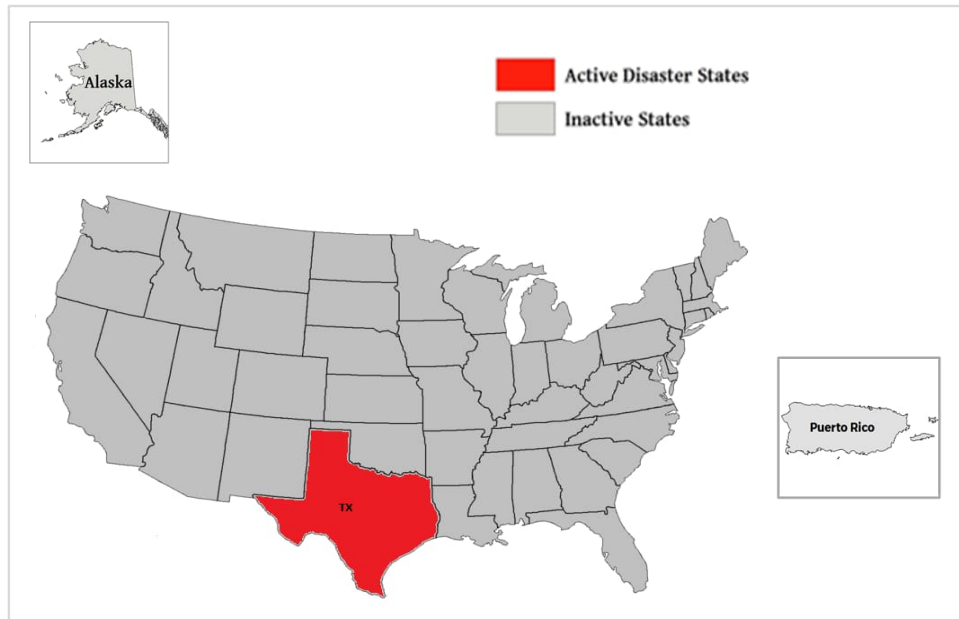 Alaska
Active Disaster States
Inactive States
Puerto Rico
TX